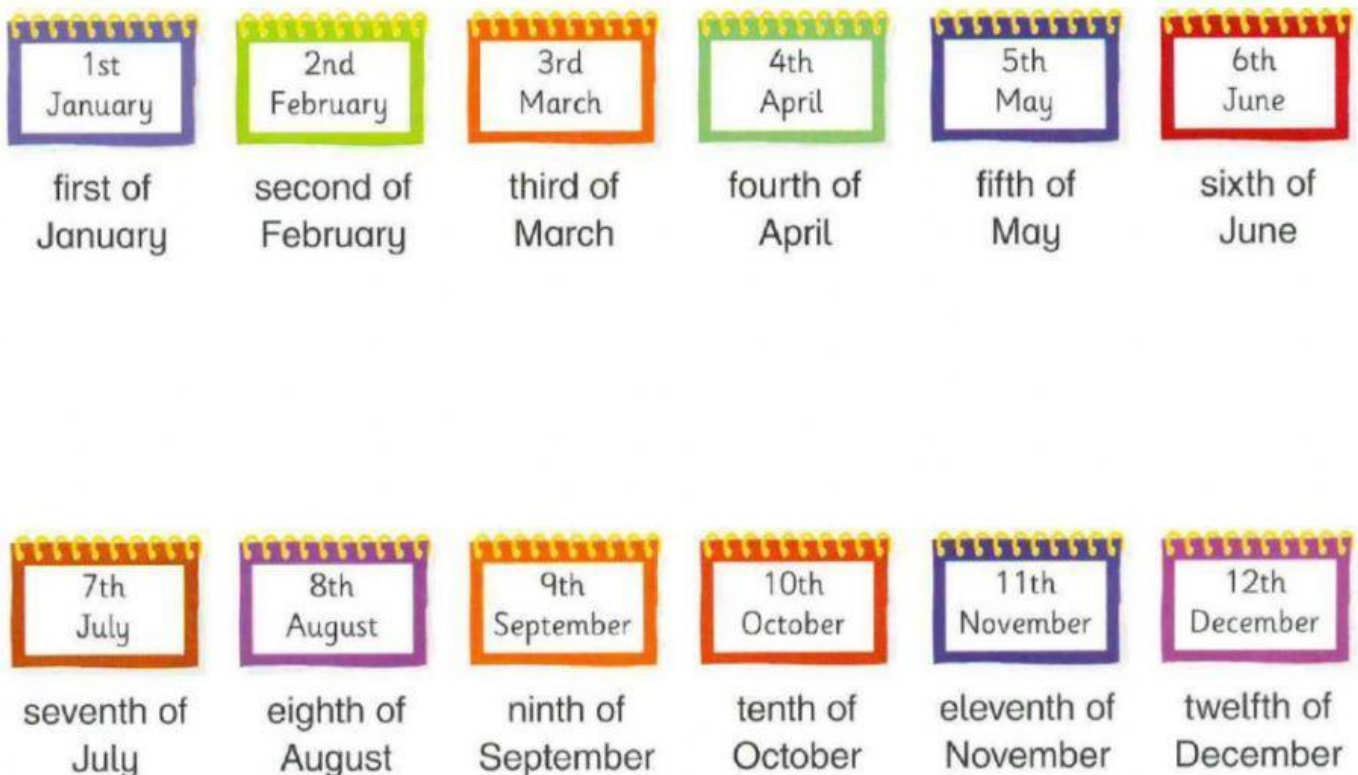 1st
January
2nd
February
3rd
March
4th
April
5th
May
6th
June
first of
January
second of
February
third of
March
fourth of
April
fifth of
May
sixth of
June
7th
July
8th
August
9th
September
10th
October
11th
November
12th
December
seventh of
July
eighth of
August
ninth of
September
tenth of
October
eleventh of
November
twelfth of
December